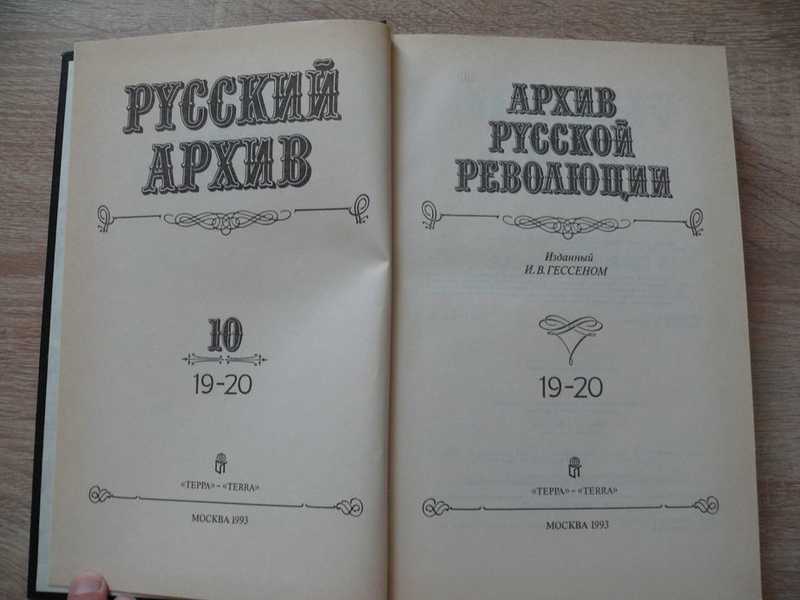 РУССКИЙ
АРХИВ
10
19-20
«ТЕРРА»-«TERRA»
МОСКВА 1993
АРХИВ
РУССКОЙ
РЕВОЛЮЦИИ
Изданный
И. В. ГЕССЕНОМ
19-20
«ТЕРРА»-«TERRA»
МОСКВА 1993